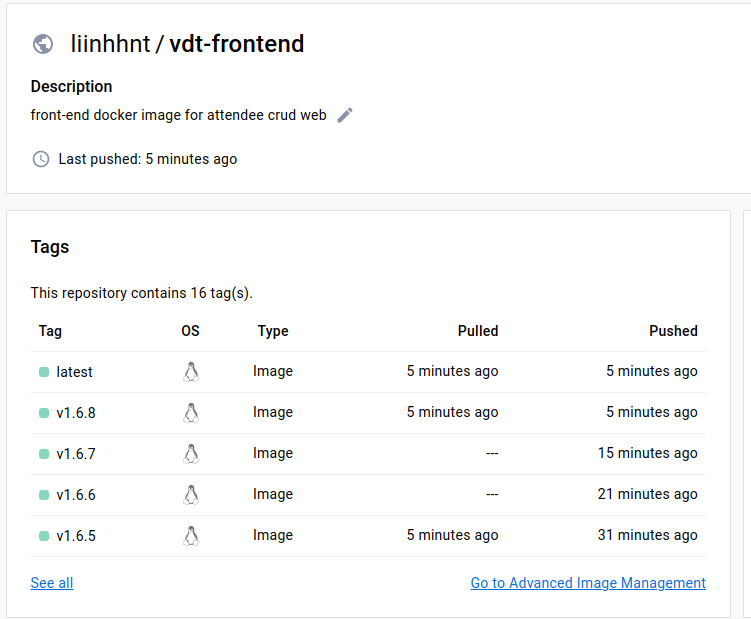 liinhhnt / vdt-frontend
Description
front-end docker image for attendee crud web
Last pushed: 5 minutes ago
Tags
This repository contains 16 tag(s).
Tag OS Type Pulled Pushed
latest Image 5 minutes ago 5 minutes ago
v1.6.8 Image 5 minutes ago 5 minutes ago
v1.6.7 Image --- 15 minutes ago
v1.6.6 Image --- 21 minutes ago
v1.6.5 Image 5 minutes ago 31 minutes ago
See all Go to Advanced Image Management